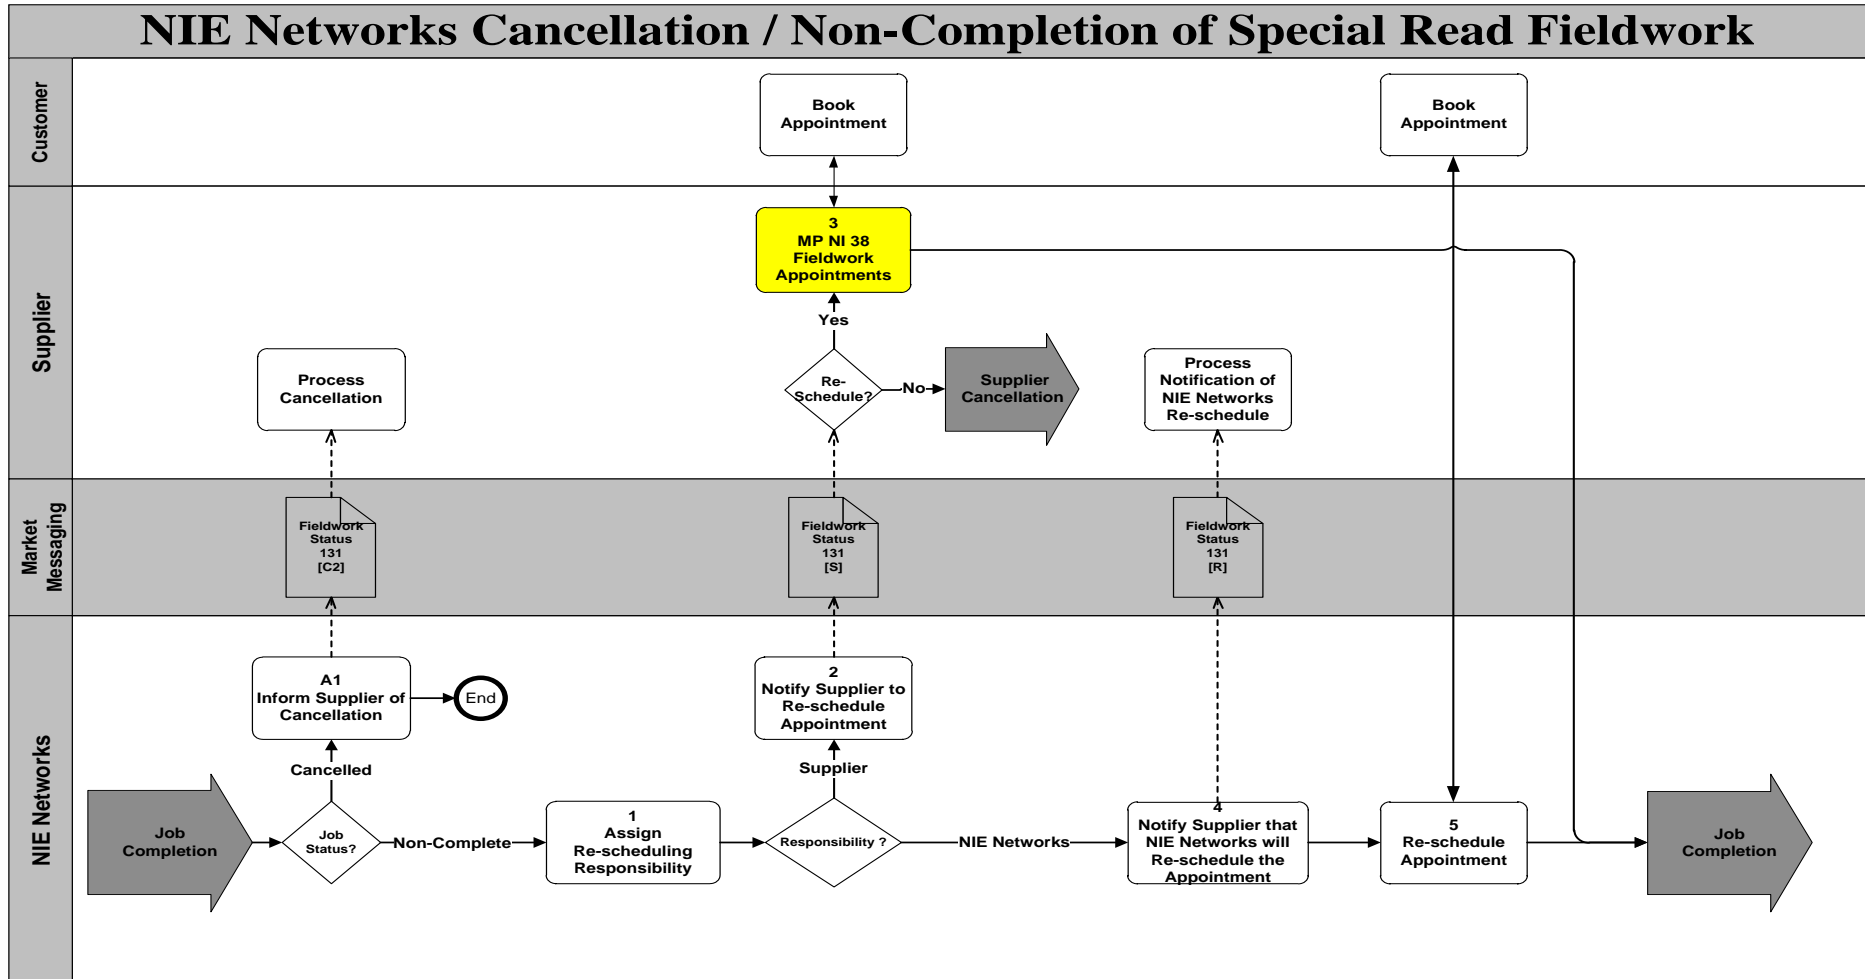 NIE Networks Cancellation / Non-Completion of Special Read Fieldwork
Customer
Book
Appointment
Book
Appointment
Supplier
3
MP NI 38
Fieldwork
Appointments
Yes
Process
Cancellation
Re-
Schedule?
No
Supplier
Cancellation
Process
Notification of
NIE Networks
Re-schedule
Market
Messaging
Fieldwork
Status
131
[C2]
Fieldwork
Status
131
[S]
Fieldwork
Status
131
[R]
NIE Networks
A1
Inform Supplier of
Cancellation
End
2
Notify Supplier to
Re-schedule
Appointment
Cancelled
Supplier
Job
Completion
Job
Status?
Non-Complete
1
Assign
Re-scheduling
Responsibility
Responsibility ?
NIE Networks
4
Notify Supplier that
NIE Networks will
Re-schedule the
Appointment
5
Re-schedule
Appointment
Job
Completion